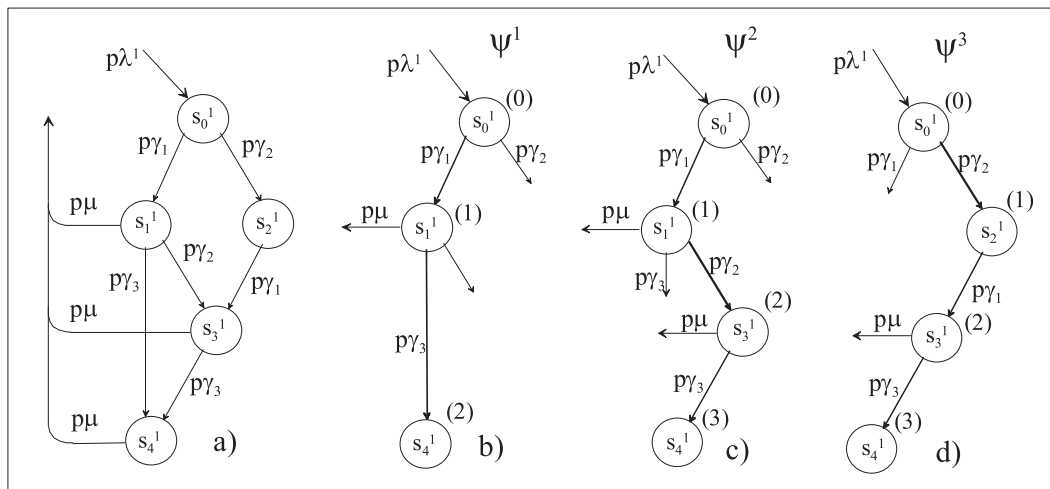 pλ¹
s₀¹
pγ₁
pγ₂
pμ
s₁¹
s₂¹
pγ₃
pγ₂
pγ₁
pμ
s₃¹
pγ₃
pμ
s₄¹
a)
Ψ¹
pλ¹
(0)
s₀¹
pγ₁
pγ₂
pμ
(1)
s₁¹
pγ₃
(2)
s₄¹
b)
Ψ²
pλ¹
(0)
s₀¹
pγ₁
pγ₂
pμ
(1)
s₁¹
pγ₃
pγ₂
(2)
pμ
s₃¹
pγ₃
(3)
s₄¹
c)
Ψ³
pλ¹
(0)
s₀¹
pγ₁
pγ₂
(1)
s₂¹
pγ₁
pμ
(2)
s₃¹
pγ₃
(3)
s₄¹
d)